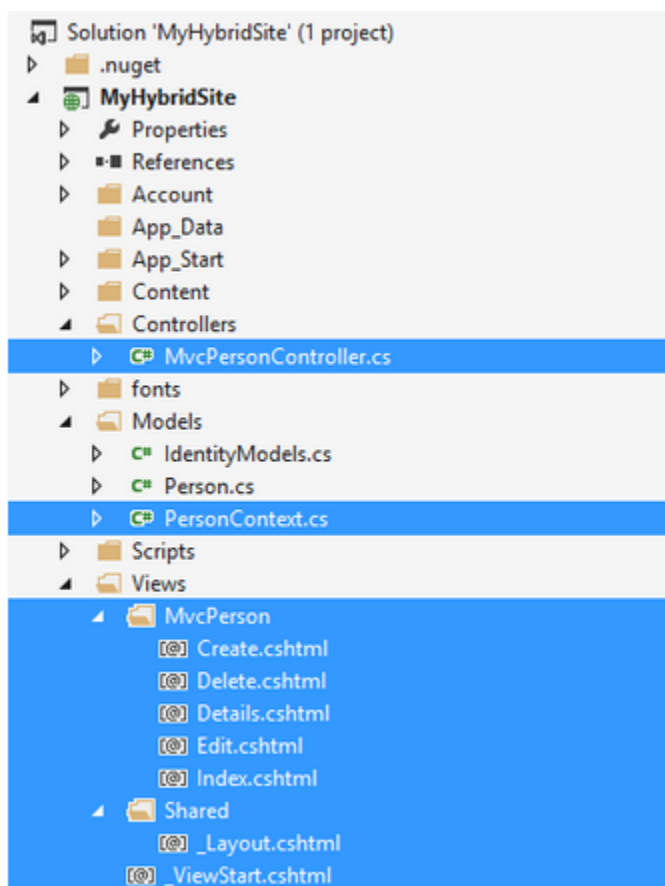 Solution 'MyHybridSite' (1 project)
.nuget
MyHybridSite
Properties
References
Account
App_Data
App_Start
Content
Controllers
C# MvcPersonController.cs
fonts
Models
C# IdentityModels.cs
C# Person.cs
C# PersonContext.cs
Scripts
Views
MvcPerson
[@] Create.cshtml
[@] Delete.cshtml
[@] Details.cshtml
[@] Edit.cshtml
[@] Index.cshtml
Shared
[@] _Layout.cshtml
[@] _ViewStart.cshtml